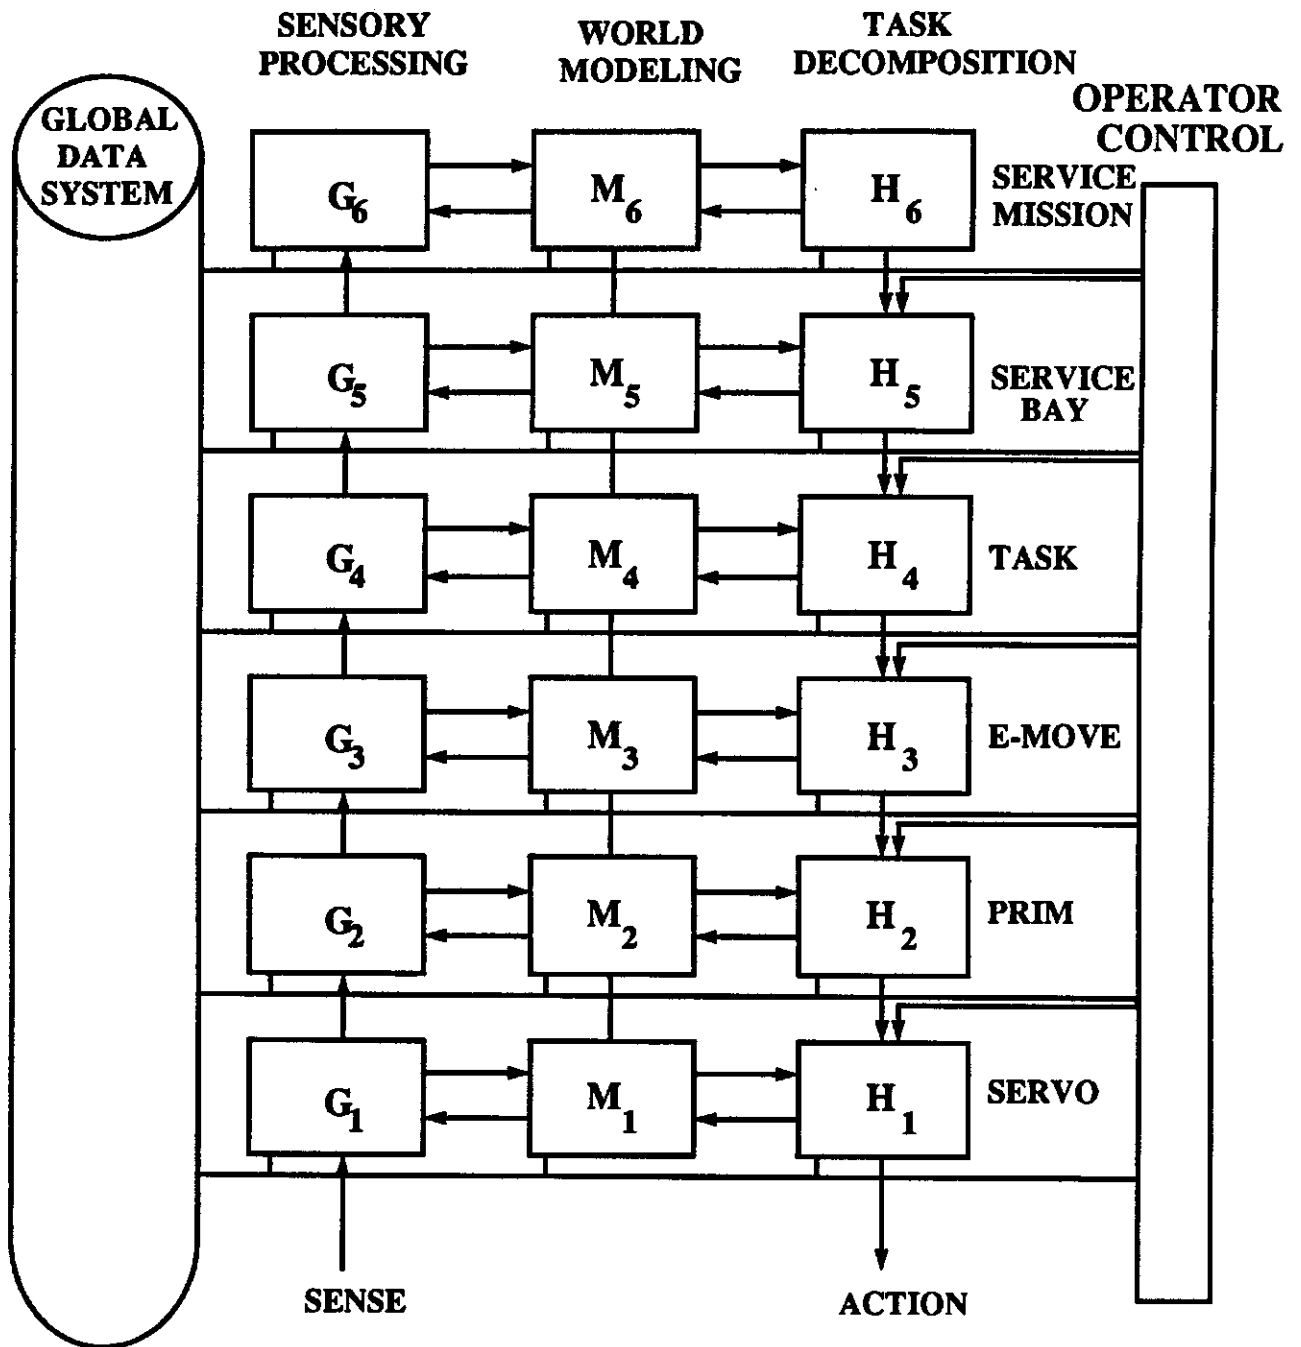 SENSORY
PROCESSING
WORLD
MODELING
TASK
DECOMPOSITION
OPERATOR
CONTROL
GLOBAL
DATA
SYSTEM
G6
M6
H6
SERVICE
MISSION
G5
M5
H5
SERVICE
BAY
G4
M4
H4
TASK
G3
M3
H3
E-MOVE
G2
M2
H2
PRIM
G1
M1
H1
SERVO
SENSE
ACTION